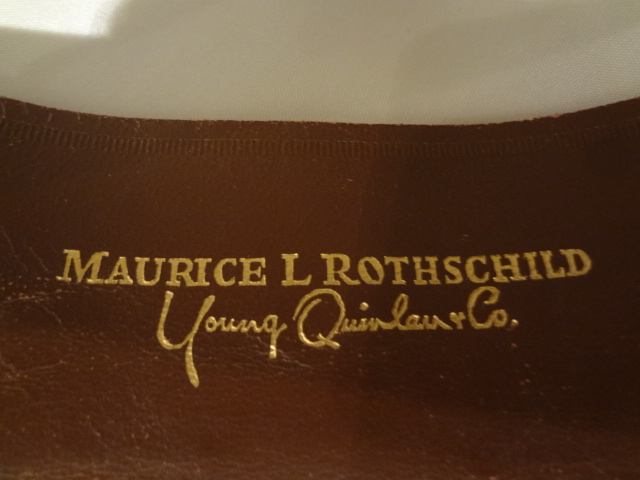 MAURICE L ROTHSCHILD
Young Quinlan & Co.